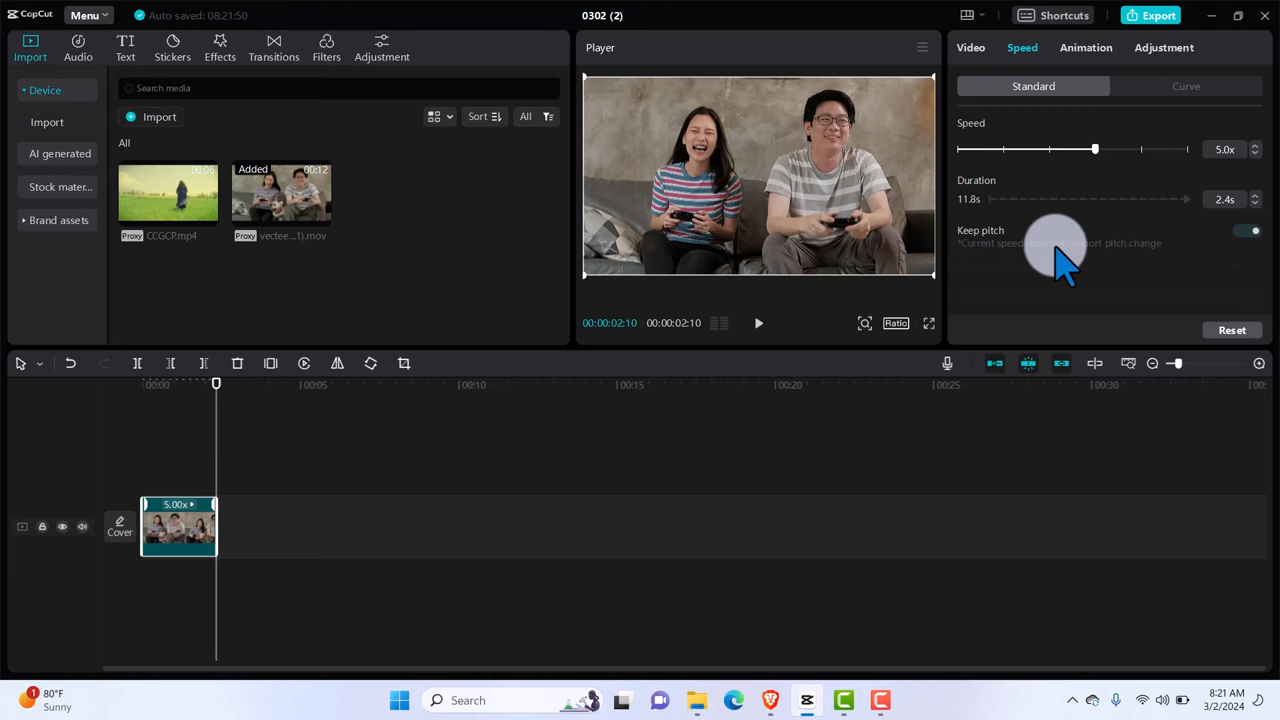 CapCut
Menu
Auto saved: 08:21:50
0302 (2)
Shortcuts
Export
Import
Audio
Text
Stickers
Effects
Transitions
Filters
Adjustment
Device
Import
AI generated
Stock mater...
Brand assets
Search media
Import
Sort
All
All
00:06
Proxy CCGCP.mp4
Added 00:12
Proxy vectee...1).mov
Player
00:00:02:10 00:00:02:10
Ratio
Video
Speed
Animation
Adjustment
Standard
Curve
Speed
5.0x
Duration
11.8s
2.4s
Keep pitch
Reset
00:00
00:05
00:10
00:15
00:20
00:25
00:30
Cover
5.00x
1
80°F
Sunny
Search
8:21 AM
3/2/2024